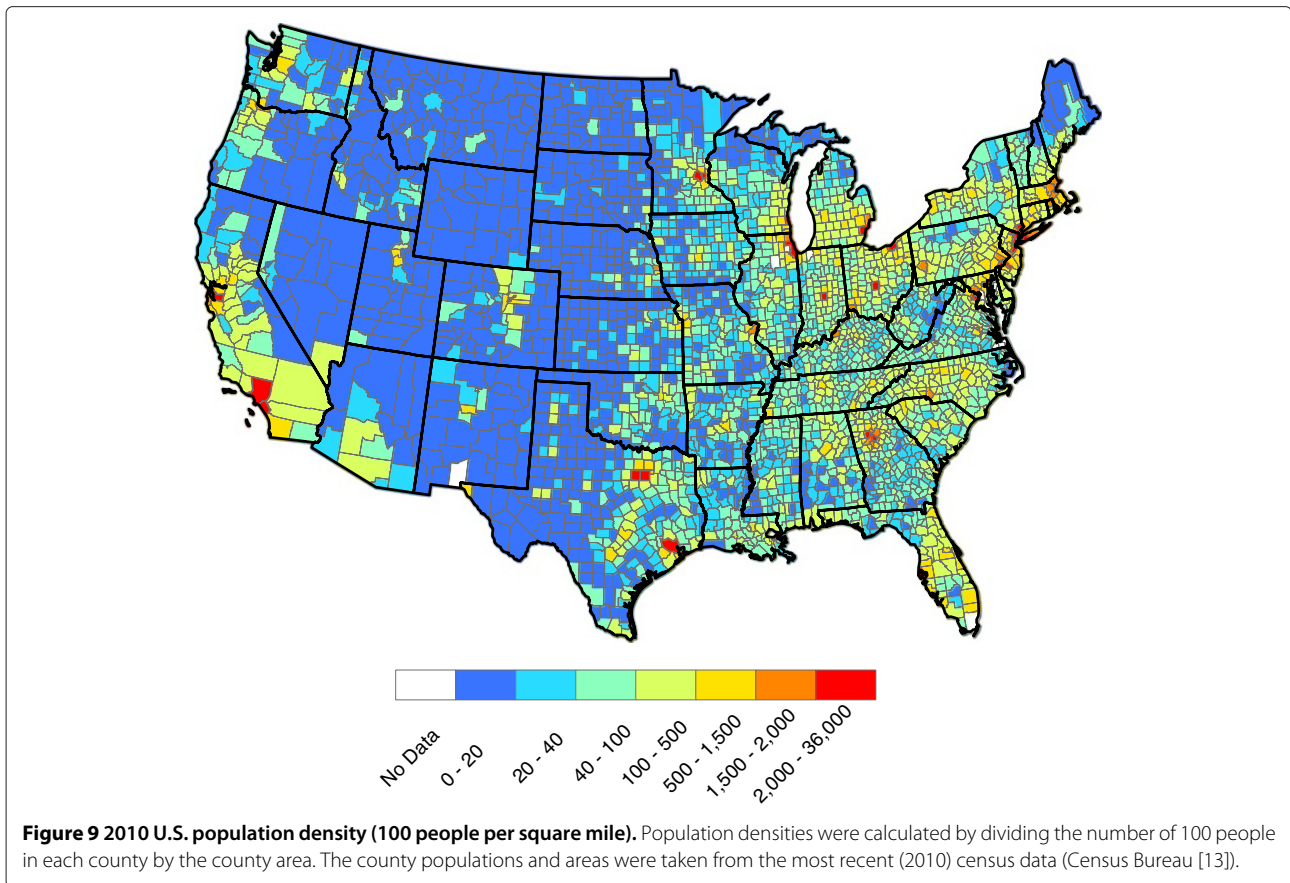 No Data
0 - 20
20 - 40
40 - 100
100 - 500
500 - 1,500
1,500 - 2,000
2,000 - 36,000
Figure 9 2010 U.S. population density (100 people per square mile). Population densities were calculated by dividing the number of 100 people
in each county by the county area. The county populations and areas were taken from the most recent (2010) census data (Census Bureau [13]).